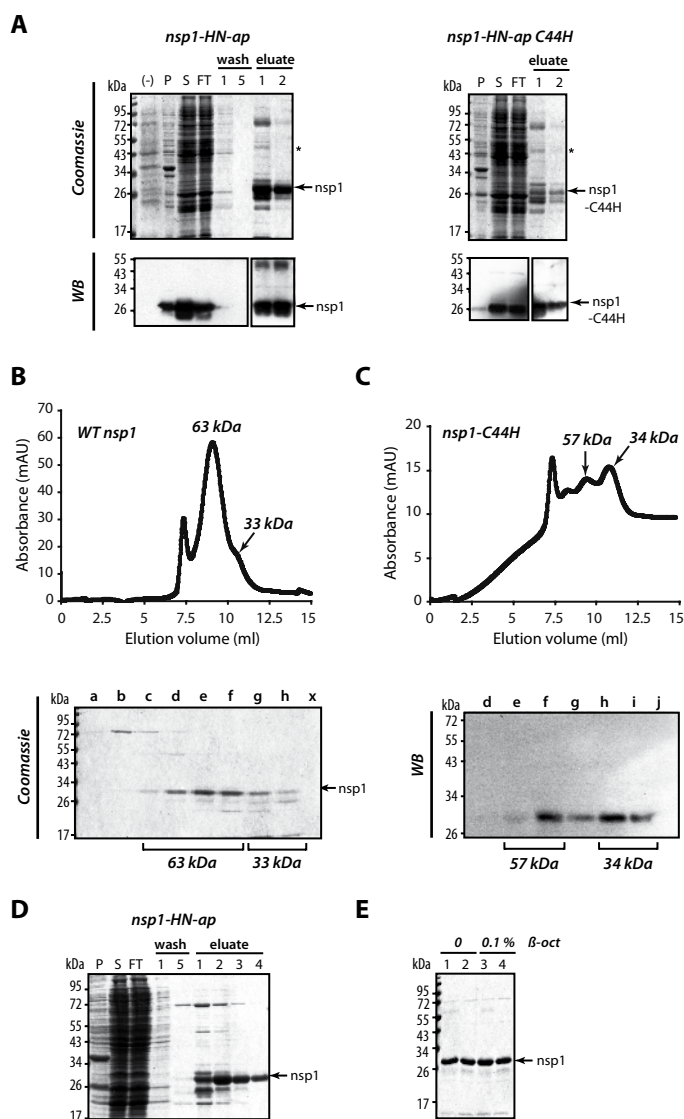 A
nsp1-HN-ap
nsp1-HN-ap C44H
wash eluate
eluate
kDa (-) P S FT 1 5 1 2
kDa P S FT 1 2
Coomassie
95
72
55
43
34
26
17
*
nsp1
95
72
55
43
34
26
17
*
nsp1
-C44H
WB
55
43
34
26
nsp1
55
43
34
26
nsp1
-C44H
B
WT nsp1
63 kDa
33 kDa
Absorbance (mAU)
70
60
50
40
30
20
10
0
0 5 10 15
Elution volume (ml)
C
nsp1-C44H
57 kDa
34 kDa
Absorbance (mAU)
20
15
10
5
0
0 2.5 5 7.5 10 12.5 15
Elution volume (ml)
kDa a b c d e f g h x
Coomassie
95
72
55
43
34
26
17
nsp1
63 kDa 33 kDa
kDa d e f g h i j
WB
72
55
43
34
26
57 kDa 34 kDa
D
nsp1-HN-ap
wash eluate
kDa P S FT 1 5 1 2 3 4
95
72
55
43
34
26
17
nsp1
E
0 0.1 % ß-oct
kDa 1 2 3 4
95
72
55
43
34
26
17
nsp1